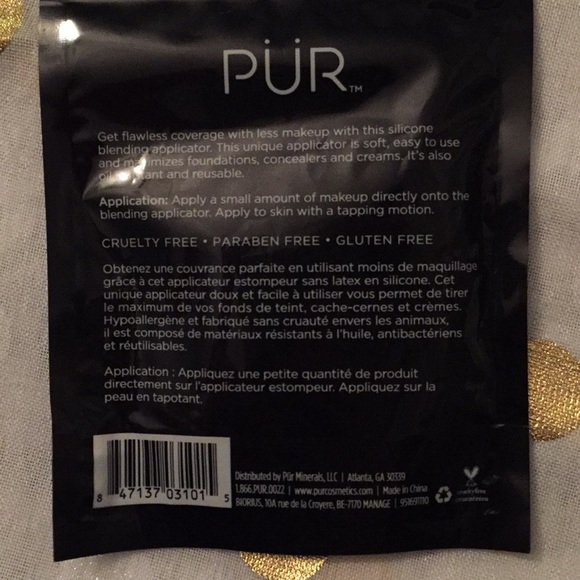 PÜR™
Get flawless coverage with less makeup with this silicone
blending applicator. This unique applicator is soft, easy to use
and maximizes foundations, concealers and creams. It's also
and reusable.
Application: Apply a small amount of makeup directly onto the
blending applicator. Apply to skin with a tapping motion.
CRUELTY FREE • PARABEN FREE • GLUTEN FREE
Obtenez une couvrance parfaite en utilisant moins de maquillage
grâce à cet applicateur estompeur sans latex en silicone. Cet
unique applicateur doux et facile à utiliser vous permet de tirer
le maximum de vos fonds de teint, cache-cernes et crèmes.
Hypoallergène et fabriqué sans cruauté envers les animaux,
il est composé de matériaux résistants à l'huile, antibactériens
et réutilisables.
Application : Appliquez une petite quantité de produit
directement sur l'applicateur estompeur. Appliquez sur la
peau en tapotant.
8 47137 03101 5
Distributed by Pür Minerals, LLC | Atlanta, GA 30339
1.866.PUR.0022 | www.purcosmetics.com | Made in China
BIORIUS, 10A rue de la Croyere, BE-7170 MANAGE | 951691110